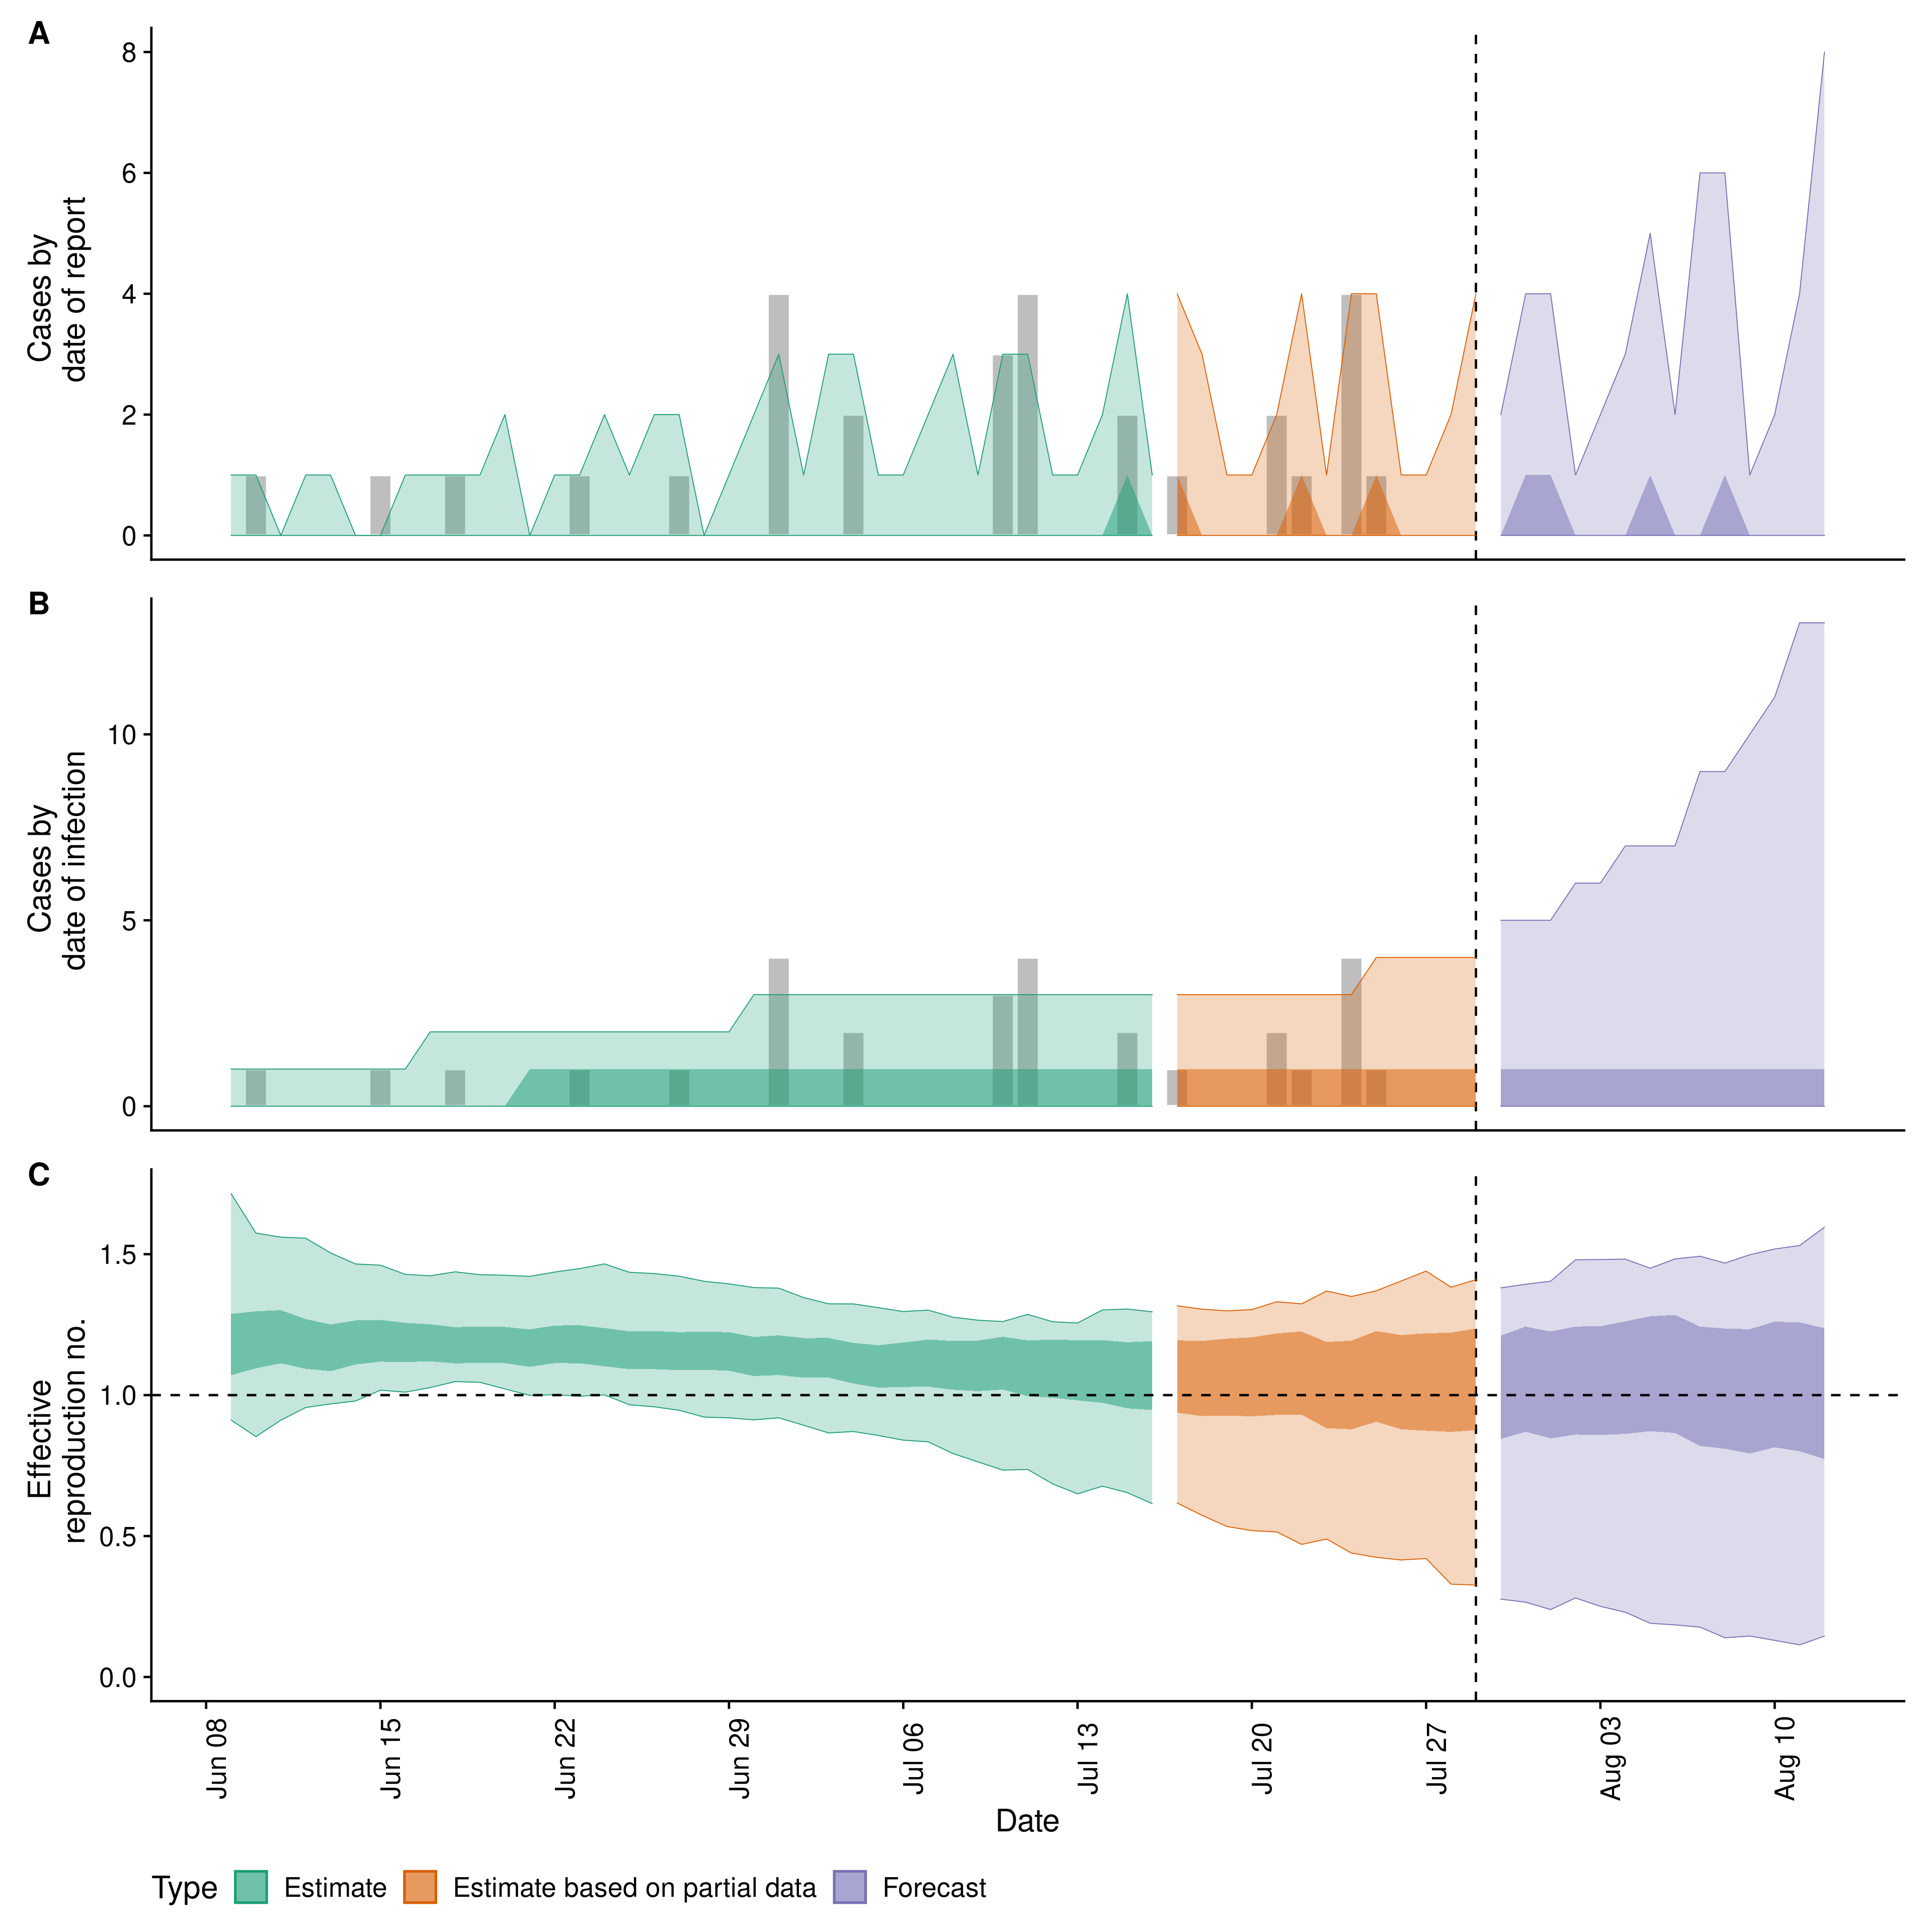 A
8
6
4
2
0
Cases by
date of report
B
10
5
0
Cases by
date of infection
C
1.5
1.0
0.5
0.0
Effective
reproduction no.
Jun 08
Jun 15
Jun 22
Jun 29
Jul 06
Jul 13
Jul 20
Jul 27
Aug 03
Aug 10
Date
Type Estimate Estimate based on partial data Forecast